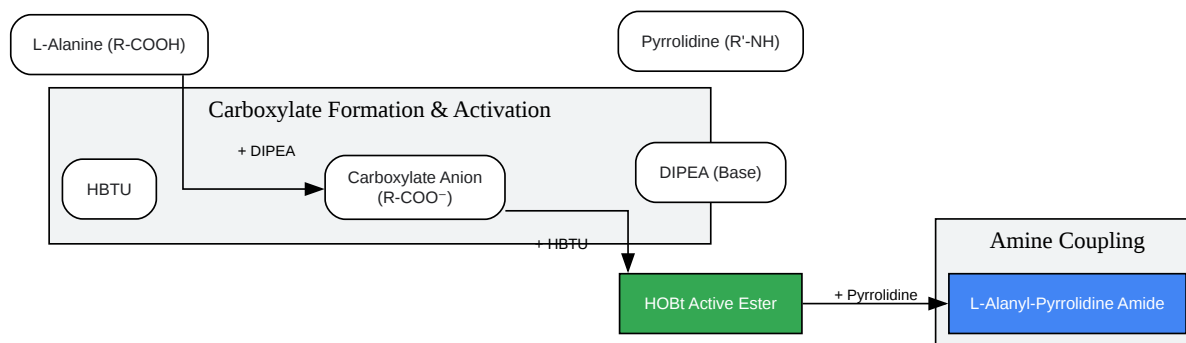 L-Alanine (R-COOH)
Pyrrolidine (R'-NH)
Carboxylate Formation & Activation
+ DIPEA
HBTU
Carboxylate Anion
(R-COO⁻)
DIPEA (Base)
+ HBTU
Amine Coupling
HOBt Active Ester
+ Pyrrolidine
L-Alanyl-Pyrrolidine Amide